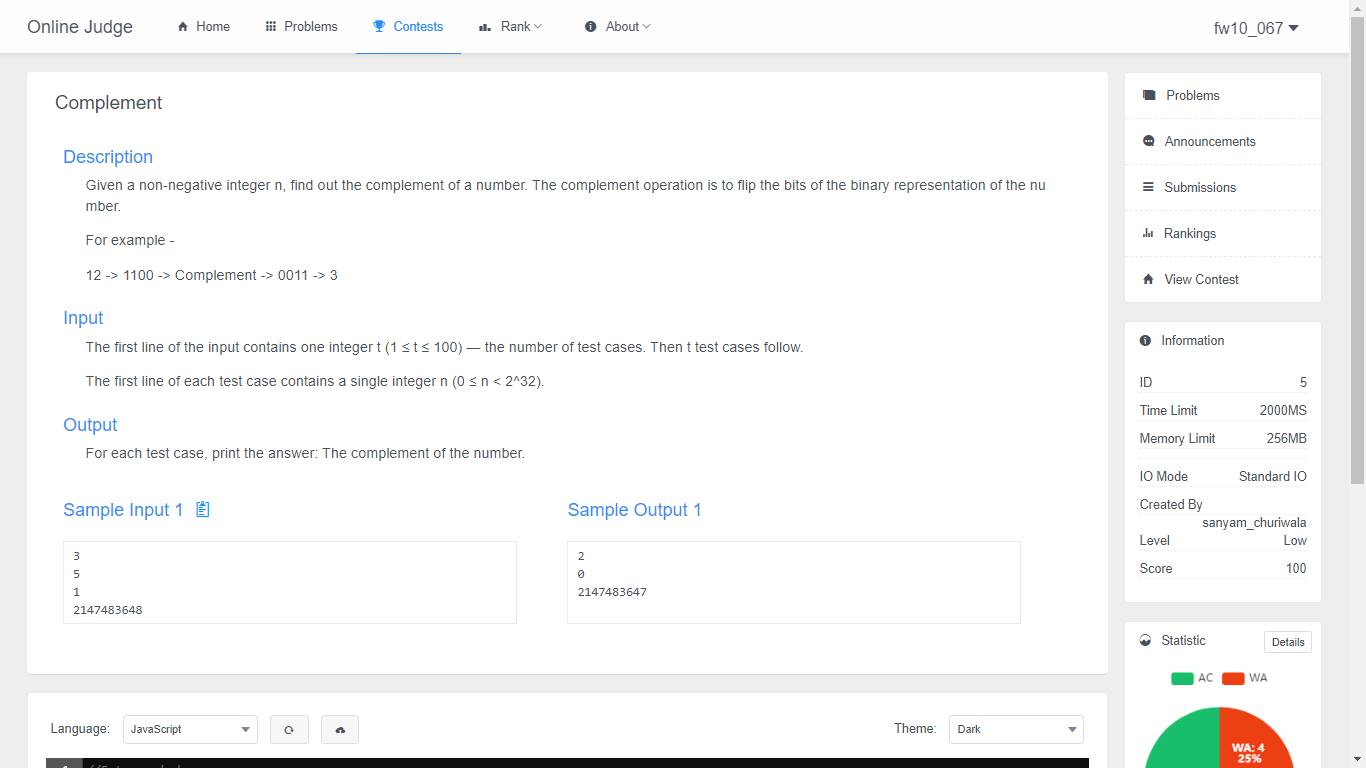 Online Judge
Home
Problems
Contests
Rank
About
fw10_067
Complement
Description
Given a non-negative integer n, find out the complement of a number. The complement operation is to flip the bits of the binary representation of the nu
mber.
For example -
12 -> 1100 -> Complement -> 0011 -> 3
Input
The first line of the input contains one integer t (1 ≤ t ≤ 100) — the number of test cases. Then t test cases follow.
The first line of each test case contains a single integer n (0 ≤ n < 2^32).
Output
For each test case, print the answer: The complement of the number.
Sample Input 1
3
5
1
2147483648
Sample Output 1
2
0
2147483647
Language:
JavaScript
Theme:
Dark
Problems
Announcements
Submissions
Rankings
View Contest
Information
ID 5
Time Limit 2000MS
Memory Limit 256MB
IO Mode Standard IO
Created By
sanyam_churiwala
Level Low
Score 100
Statistic
Details
AC WA
WA: 4
25%